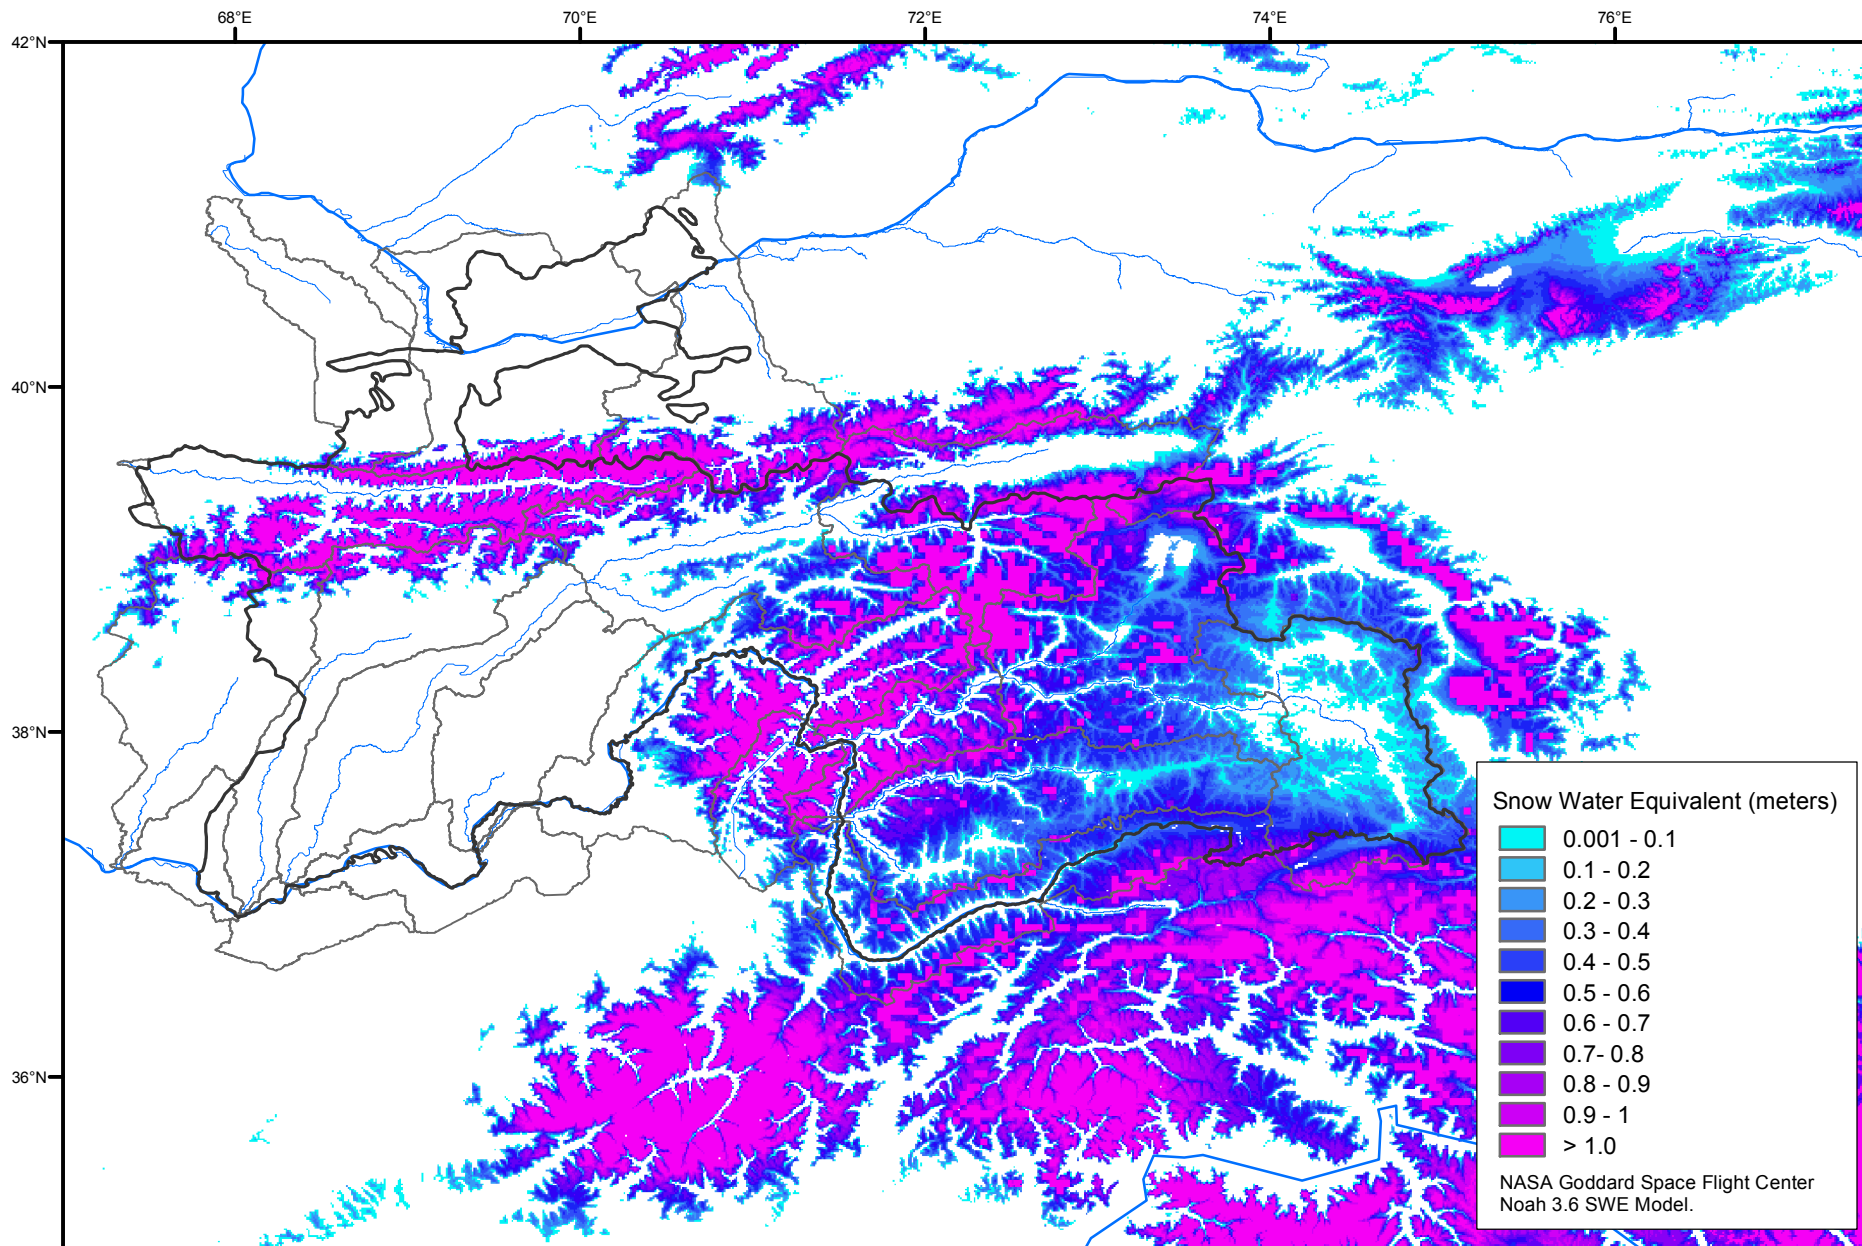 68°E
70°E
72°E
74°E
76°E
42°N
40°N
38°N
36°N
Snow Water Equivalent (meters)
0.001 - 0.1
0.1 - 0.2
0.2 - 0.3
0.3 - 0.4
0.4 - 0.5
0.5 - 0.6
0.6 - 0.7
0.7- 0.8
0.8 - 0.9
0.9 - 1
> 1.0
NASA Goddard Space Flight Center
Noah 3.6 SWE Model.